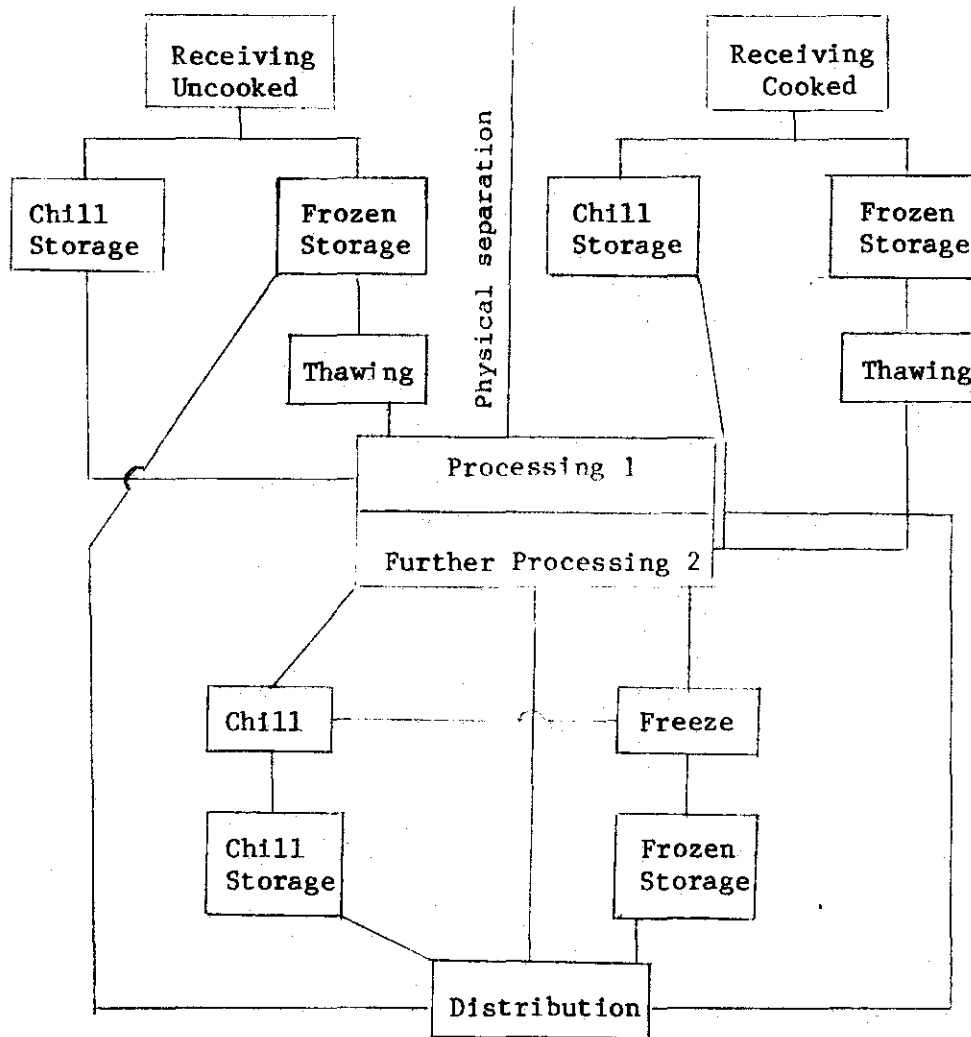 Receiving
Uncooked
Receiving
Cooked
Physical separation
Chill
Storage
Frozen
Storage
Chill
Storage
Frozen
Storage
Thawing
Thawing
Processing 1
Further Processing 2
Chill
Freeze
Chill
Storage
Frozen
Storage
Distribution